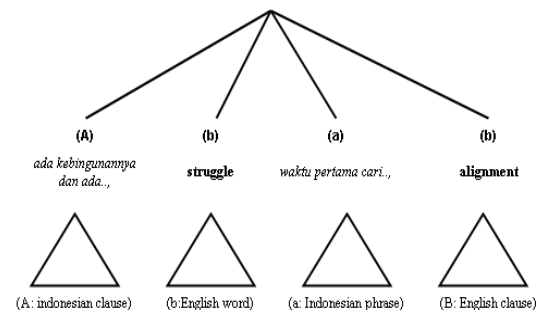 (A) (b) (a) (b)
ada kebingunannya
dan ada..,
struggle
waktu pertama cari..,
alignment
(A: indonesian clause) (b:English word) (a: Indonesian phrase) (B: English clause)